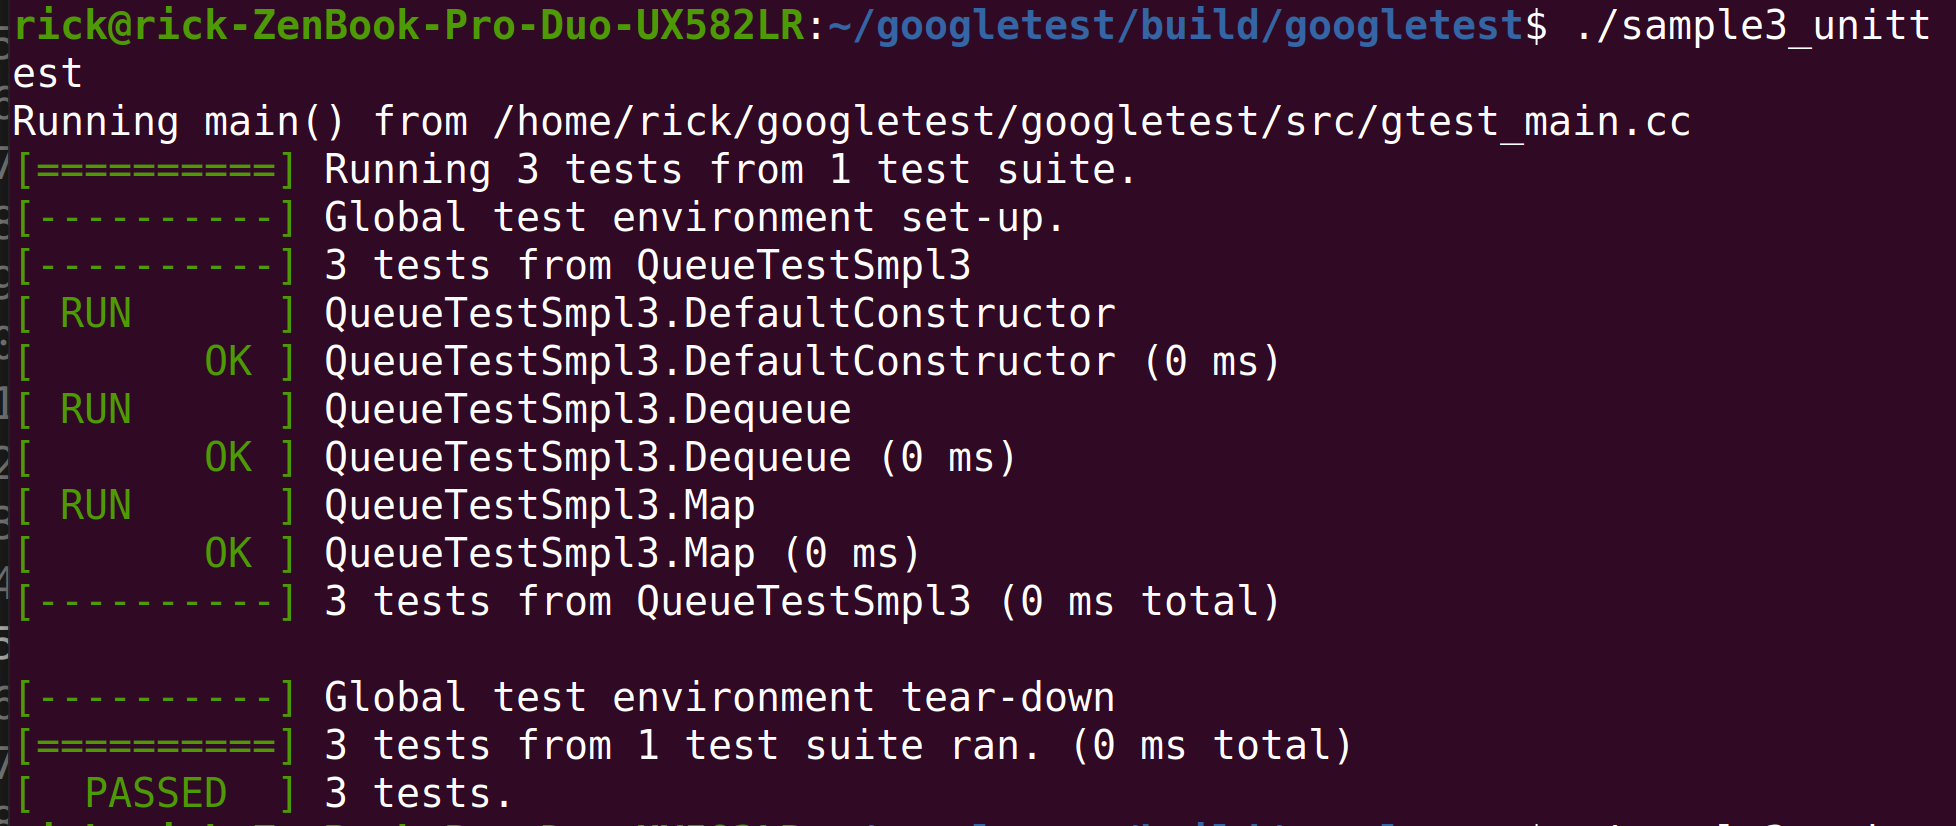 rick@rick-ZenBook-Pro-Duo-UX582LR:~/googletest/build/googletest$ ./sample3_unitt
est
Running main() from /home/rick/googletest/googletest/src/gtest_main.cc
[==========] Running 3 tests from 1 test suite.
[----------] Global test environment set-up.
[----------] 3 tests from QueueTestSmpl3
[ RUN      ] QueueTestSmpl3.DefaultConstructor
[       OK ] QueueTestSmpl3.DefaultConstructor (0 ms)
[ RUN      ] QueueTestSmpl3.Dequeue
[       OK ] QueueTestSmpl3.Dequeue (0 ms)
[ RUN      ] QueueTestSmpl3.Map
[       OK ] QueueTestSmpl3.Map (0 ms)
[----------] 3 tests from QueueTestSmpl3 (0 ms total)

[----------] Global test environment tear-down
[==========] 3 tests from 1 test suite ran. (0 ms total)
[  PASSED  ] 3 tests.